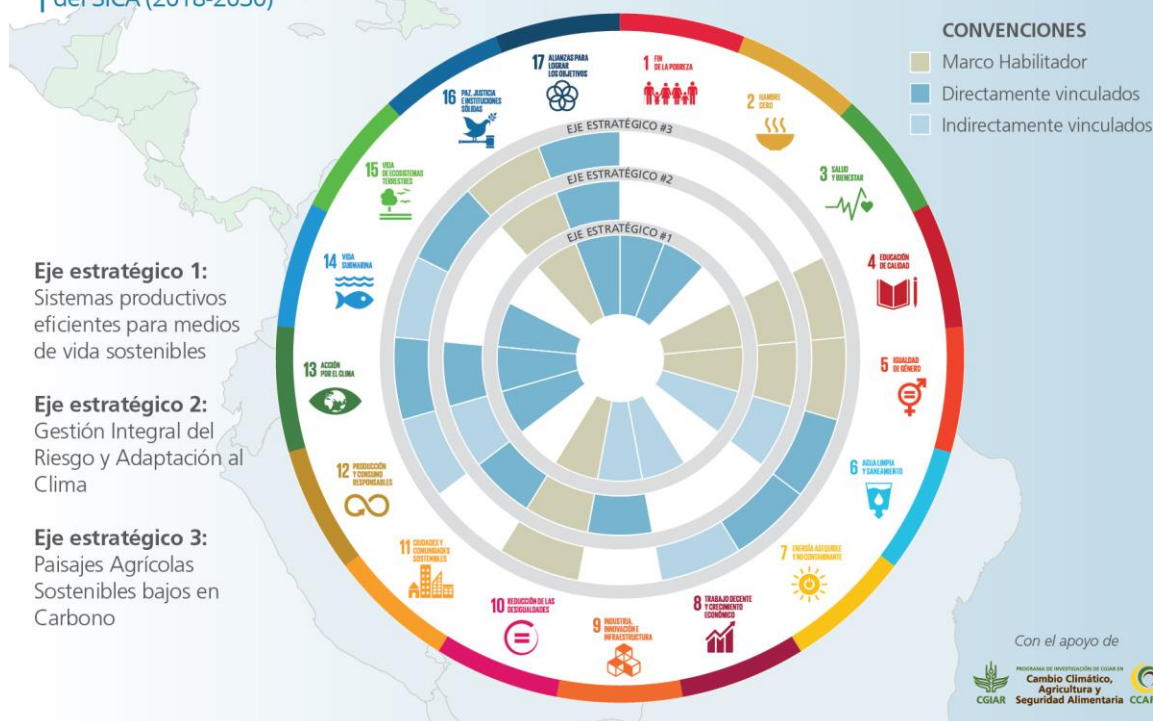 del SICA (2018-2030)
CONVENCIONES
Marco Habilitador
Directamente vinculados
Indirectamente vinculados
1 FIN
DE LA POBREZA
2 HAMBRE
CERO
3 SALUD
Y BIENESTAR
4 EDUCACIÓN
DE CALIDAD
5 IGUALDAD
DE GÉNERO
6 AGUA LIMPIA
Y SANEAMIENTO
7 ENERGÍA ASEQUIBLE
Y NO CONTAMINANTE
8 TRABAJO DECENTE
Y CRECIMIENTO
ECONÓMICO
9 INDUSTRIA,
INNOVACIÓN E
INFRAESTRUCTURA
10 REDUCCIÓN DE LAS
DESIGUALDADES
11 CIUDADES Y
COMUNIDADES
SOSTENIBLES
12 PRODUCCIÓN
Y CONSUMO
RESPONSABLES
13 ACCIÓN
POR EL CLIMA
14 VIDA
SUBMARINA
15 VIDA
DE ECOSISTEMAS
TERRESTRES
16 PAZ, JUSTICIA
E INSTITUCIONES
SÓLIDAS
17 ALIANZAS PARA
LOGRAR
LOS OBJETIVOS
EJE ESTRATÉGICO #3
EJE ESTRATÉGICO #2
EJE ESTRATÉGICO #1
Eje estratégico 1:
Sistemas productivos
eficientes para medios
de vida sostenibles
Eje estratégico 2:
Gestión Integral del
Riesgo y Adaptación al
Clima
Eje estratégico 3:
Paisajes Agrícolas
Sostenibles bajos en
Carbono
Con el apoyo de
CGIAR
PROGRAMA DE INVESTIGACIÓN DE CGIAR EN
Cambio Climático,
Agricultura y
Seguridad Alimentaria